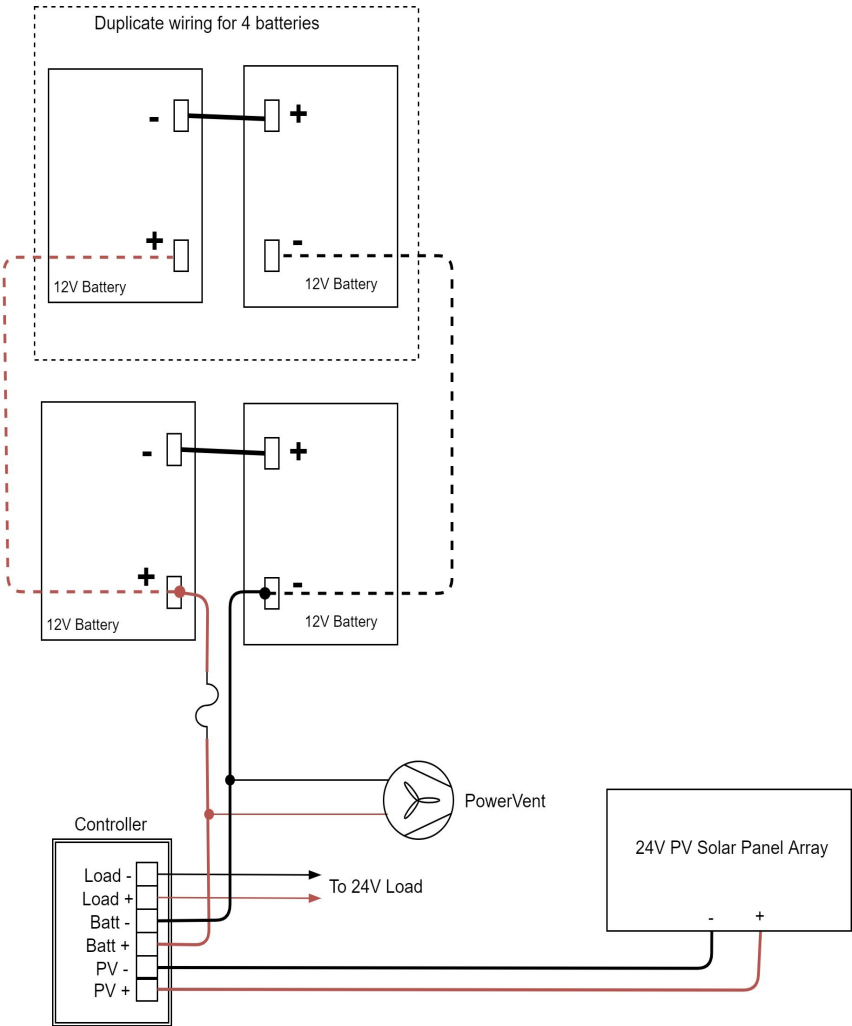 Duplicate wiring for 4 batteries
- +
+ -
12V Battery 12V Battery
- +
+ -
12V Battery 12V Battery
PowerVent
Controller
Load -
Load +
To 24V Load
Batt -
Batt +
PV -
PV +
24V PV Solar Panel Array
- +